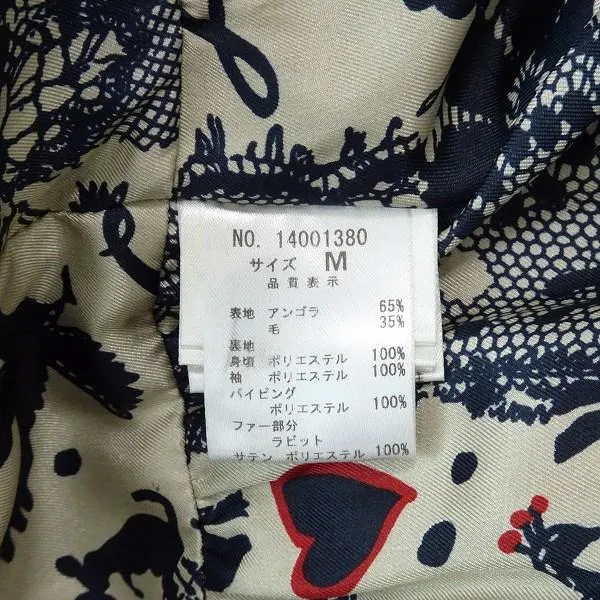 NO. 14001380
サイズ M
品質表示
表地 アンゴラ 65%
毛 35%
裏地
身頃 ポリエステル 100%
袖 ポリエステル 100%
パイピング
ポリエステル 100%
ファー部分
ラビット
サテン ポリエステル 100%